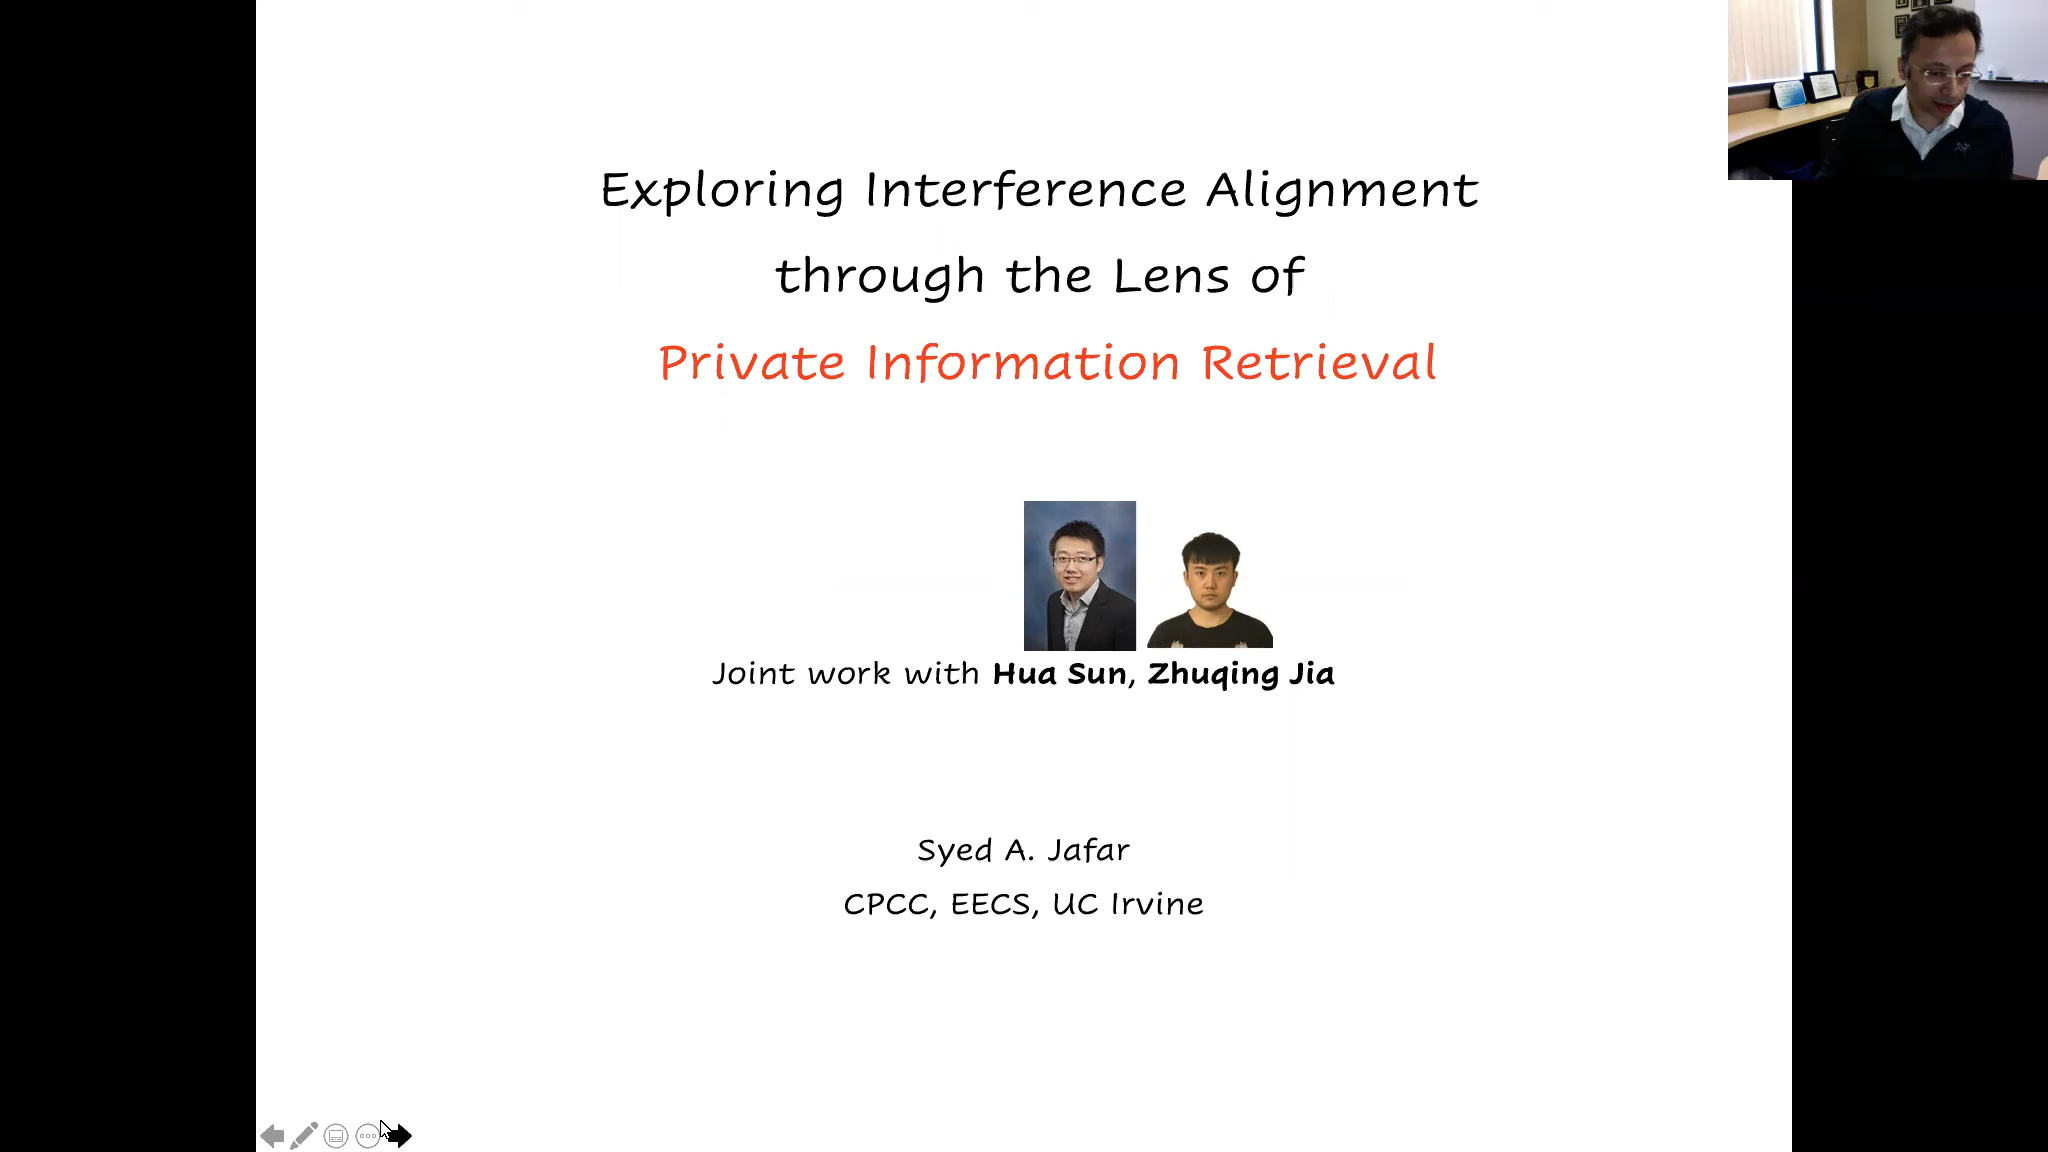 Exploring Interference Alignment
through the Lens of
Private Information Retrieval
Joint work with Hua Sun, Zhuqing Jia
Syed A. Jafar
CPCC, EECS, UC Irvine